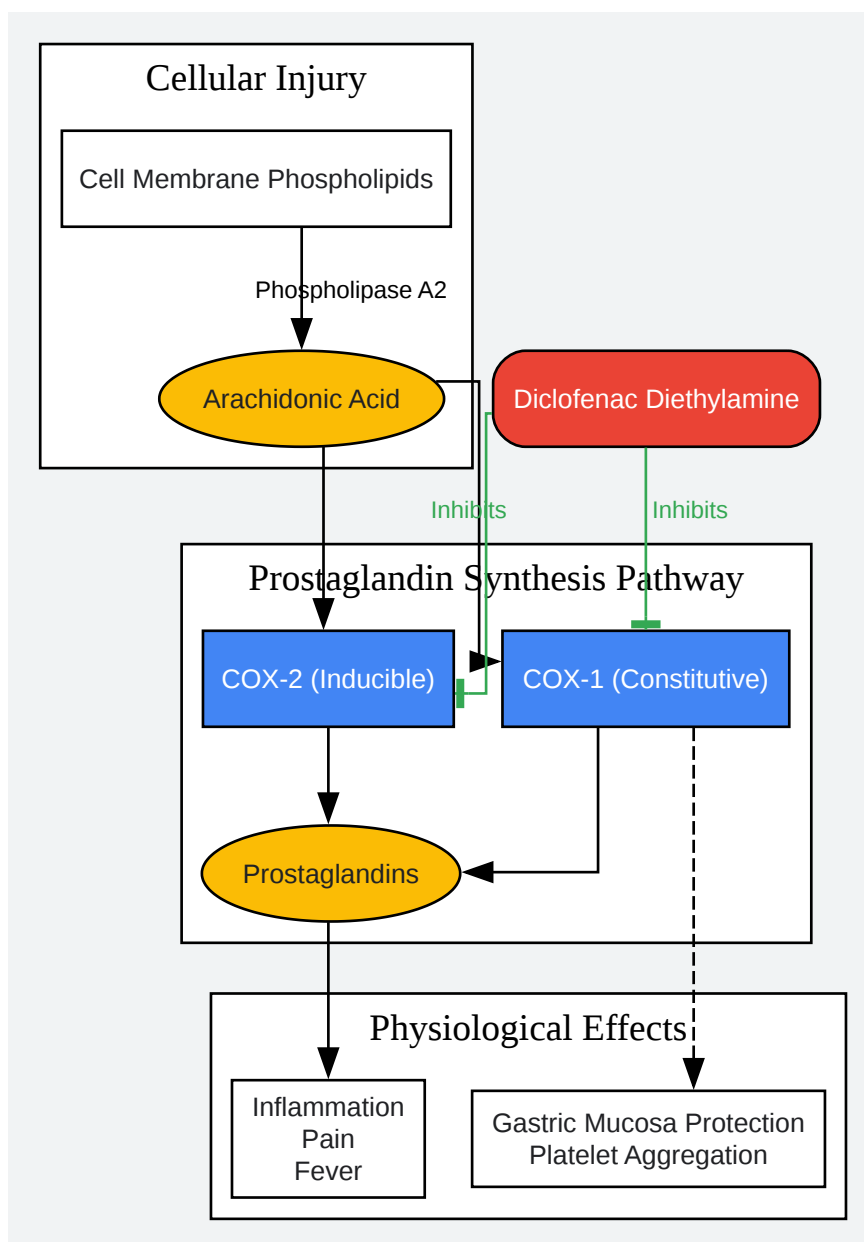 Cellular Injury
Cell Membrane Phospholipids
Phospholipase A2
Arachidonic Acid
Diclofenac Diethylamine
Inhibits
Inhibits
Prostaglandin Synthesis Pathway
COX-2 (Inducible)
COX-1 (Constitutive)
Prostaglandins
Physiological Effects
Inflammation
Pain
Fever
Gastric Mucosa Protection
Platelet Aggregation